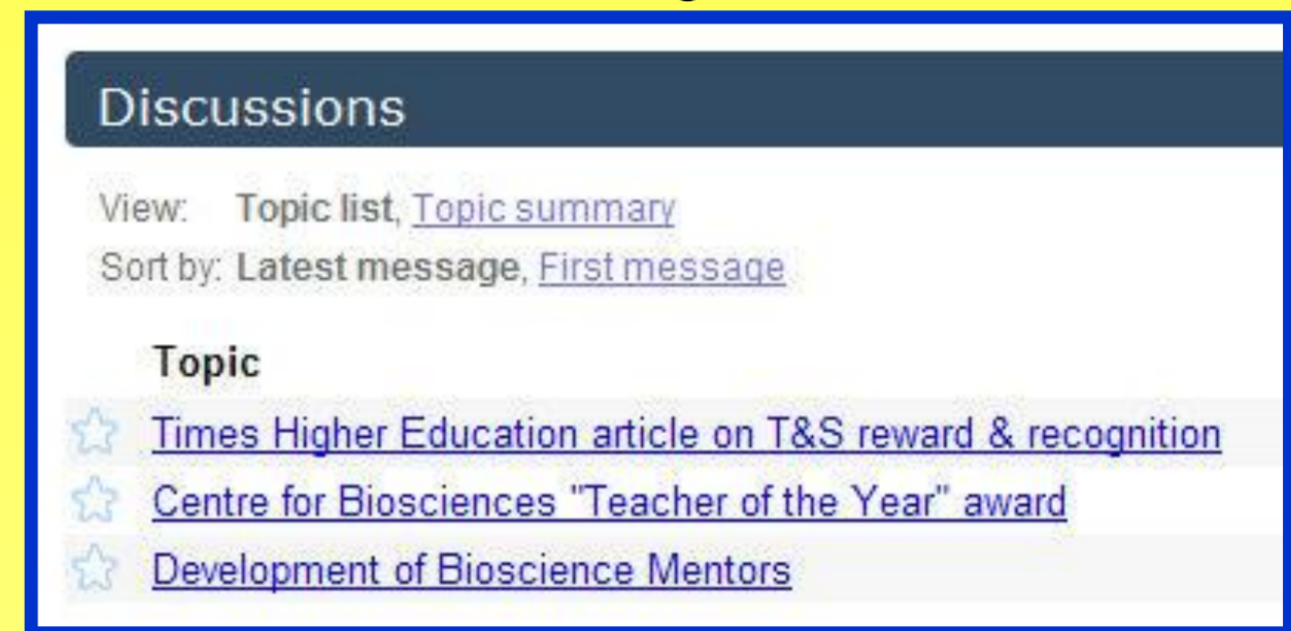 Discussions
View: Topic list, Topic summary
Sort by: Latest message, First message
Topic
Times Higher Education article on T&S reward & recognition
Centre for Biosciences "Teacher of the Year" award
Development of Bioscience Mentors